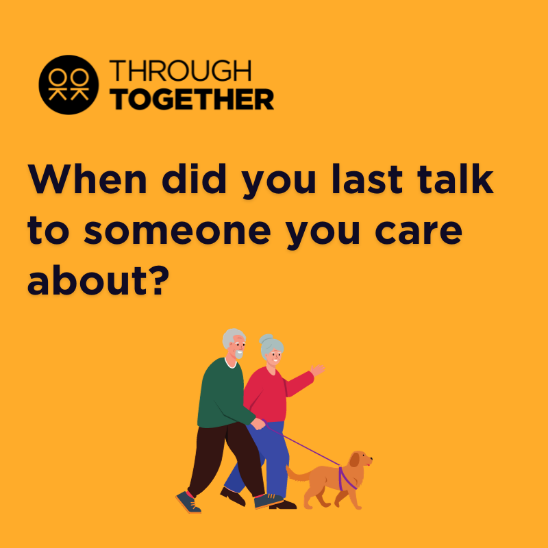 THROUGH
TOGETHER
When did you last talk
to someone you care
about?